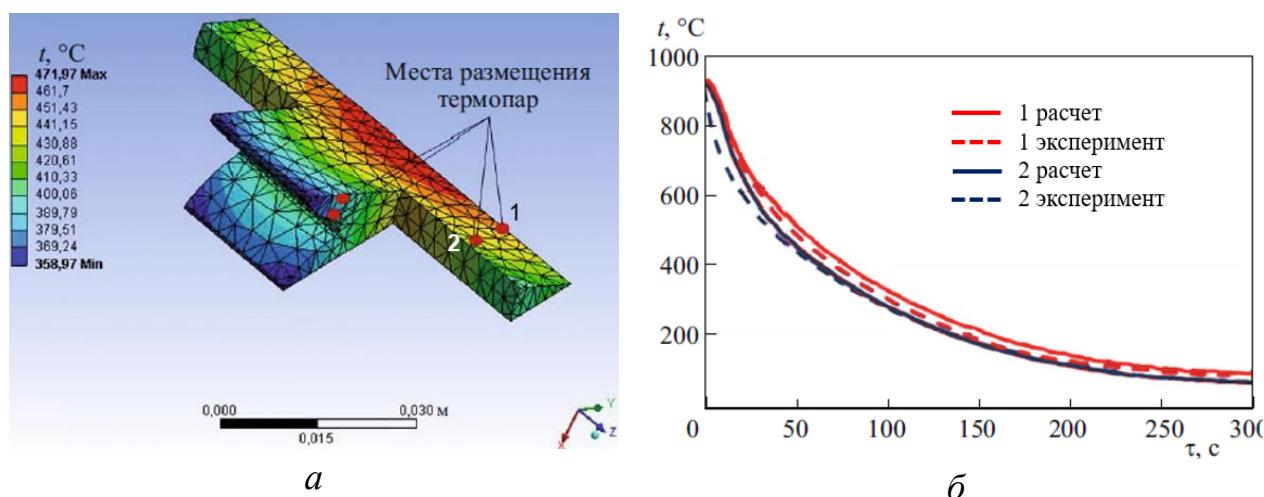 t, °C
471,97 Max
461,7
451,43
441,15
430,88
420,61
410,33
400,06
389,79
379,51
369,24
358,97 Min
Места размещения
термопар
1
2
0,000
0,030 м
0,015
Y
Z
X
а
t, °C
1000
800
600
400
200
0
50
100
150
200
250
300
τ, с
1 расчет
1 эксперимент
2 расчет
2 эксперимент
б